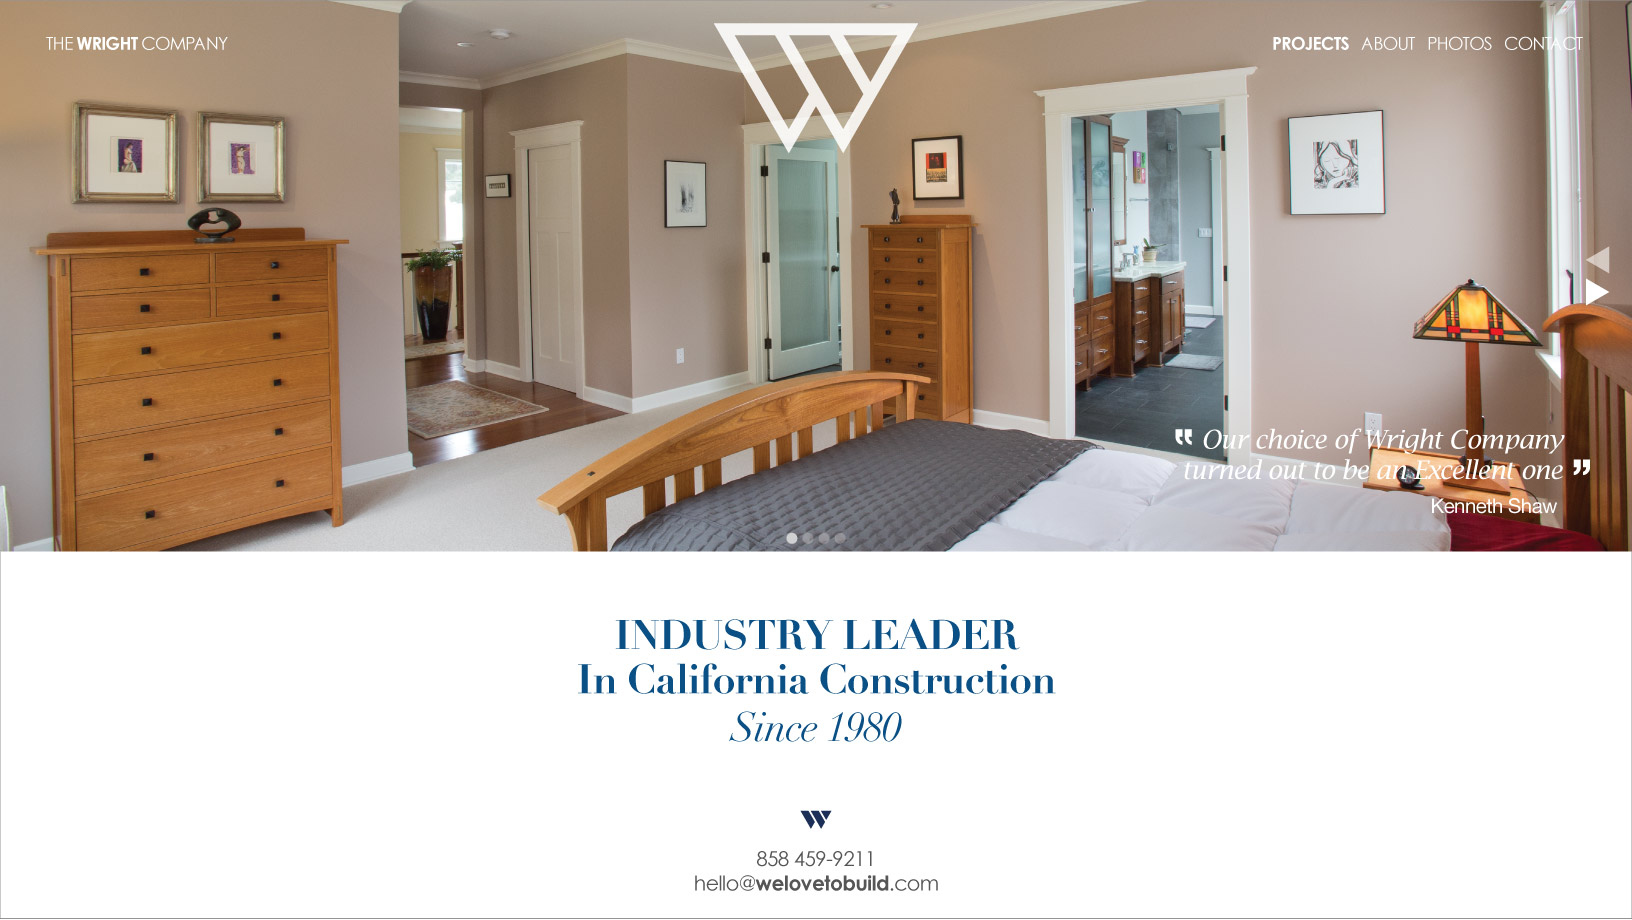 THE WRIGHT COMPANY
PROJECTS ABOUT PHOTOS CONTACT
" Our choice of Wright Company
turned out to be an Excellent one "
Kenneth Shaw
INDUSTRY LEADER
In California Construction
Since 1980
858 459-9211
hello@welovetobuild.com